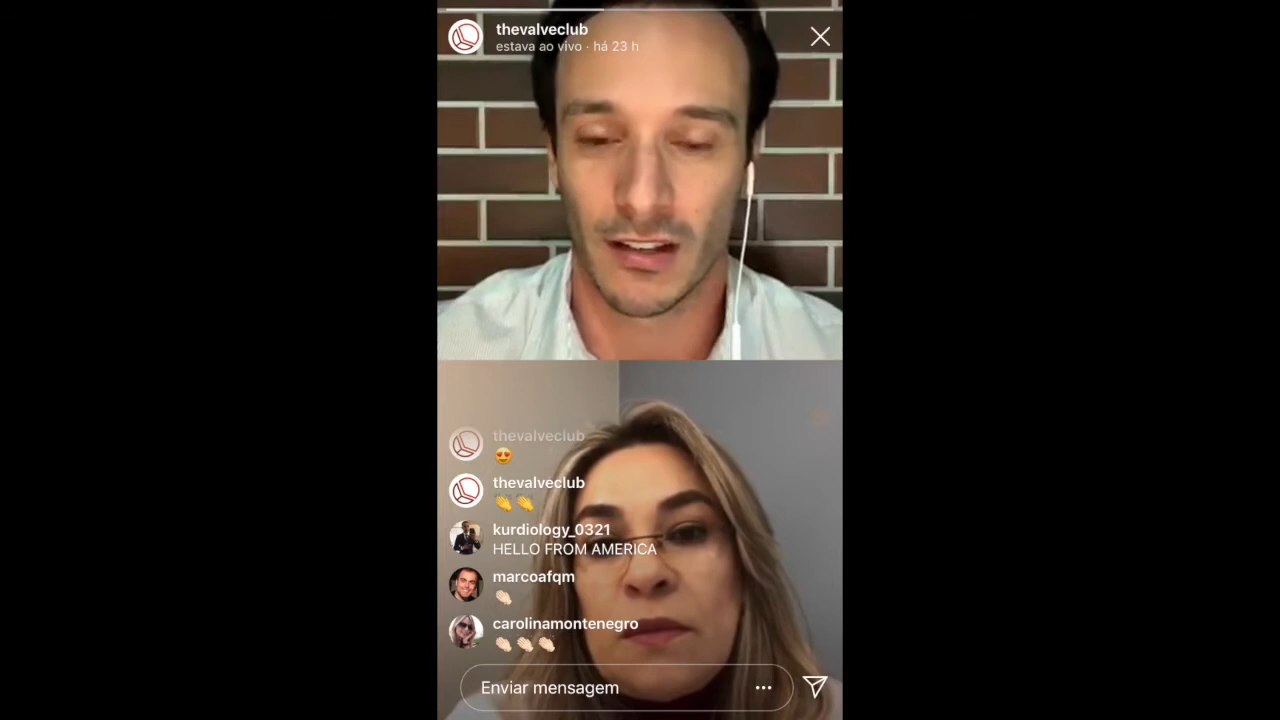 thevalveclub
estava ao vivo · há 23 h
thevalveclub
😍
thevalveclub
👏👏
kurdiology_0321
HELLO FROM AMERICA
marcoafqm
👏🏻
carolinamontenegro
👏🏻👏🏻👏🏻
Enviar mensagem